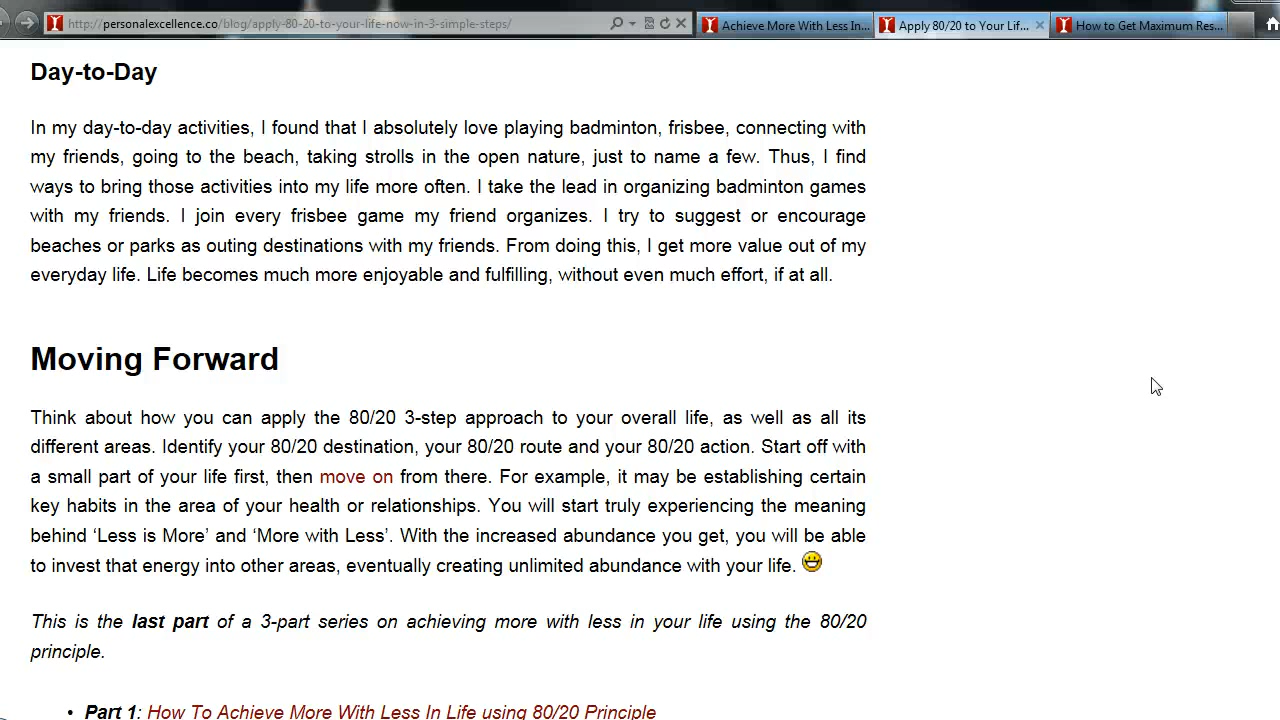 http://personalexcellence.co/blog/apply-80-20-to-your-life-now-in-3-simple-steps/
Achieve More With Less In...
Apply 80/20 to Your Lif...
How to Get Maximum Res...
Day-to-Day
In my day-to-day activities, I found that I absolutely love playing badminton, frisbee, connecting with
my friends, going to the beach, taking strolls in the open nature, just to name a few. Thus, I find
ways to bring those activities into my life more often. I take the lead in organizing badminton games
with my friends. I join every frisbee game my friend organizes. I try to suggest or encourage
beaches or parks as outing destinations with my friends. From doing this, I get more value out of my
everyday life. Life becomes much more enjoyable and fulfilling, without even much effort, if at all.
Moving Forward
Think about how you can apply the 80/20 3-step approach to your overall life, as well as all its
different areas. Identify your 80/20 destination, your 80/20 route and your 80/20 action. Start off with
a small part of your life first, then move on from there. For example, it may be establishing certain
key habits in the area of your health or relationships. You will start truly experiencing the meaning
behind ‘Less is More’ and ‘More with Less’. With the increased abundance you get, you will be able
to invest that energy into other areas, eventually creating unlimited abundance with your life.
This is the last part of a 3-part series on achieving more with less in your life using the 80/20
principle.
• Part 1: How To Achieve More With Less In Life using 80/20 Principle